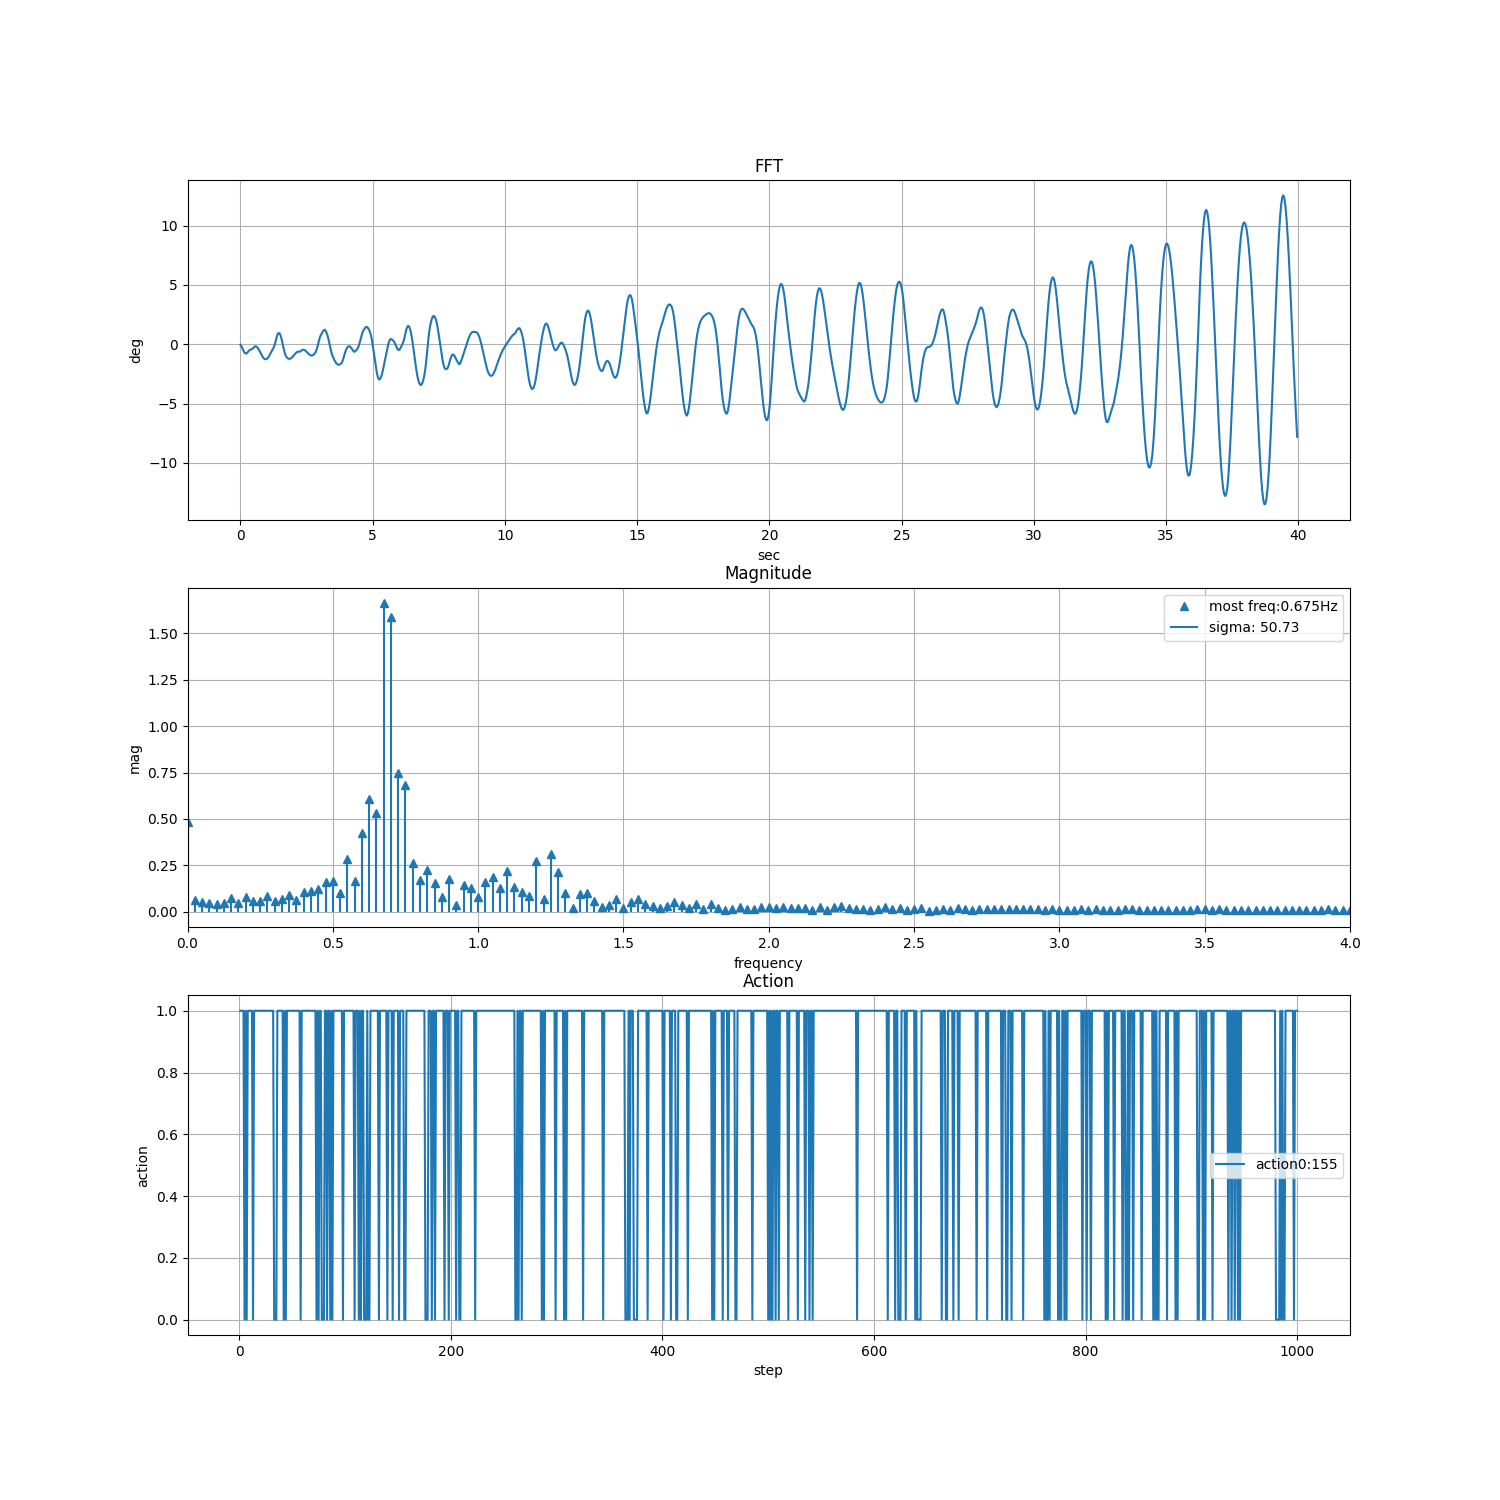 FFT
10
5
0
−5
−10
deg
0 5 10 15 20 25 30 35 40
sec
Magnitude
most freq:0.675Hz
sigma: 50.73
1.50
1.25
1.00
0.75
0.50
0.25
0.00
mag
0.0 0.5 1.0 1.5 2.0 2.5 3.0 3.5 4.0
frequency
Action
1.0
0.8
0.6
0.4
0.2
0.0
action
action0:155
0 200 400 600 800 1000
step